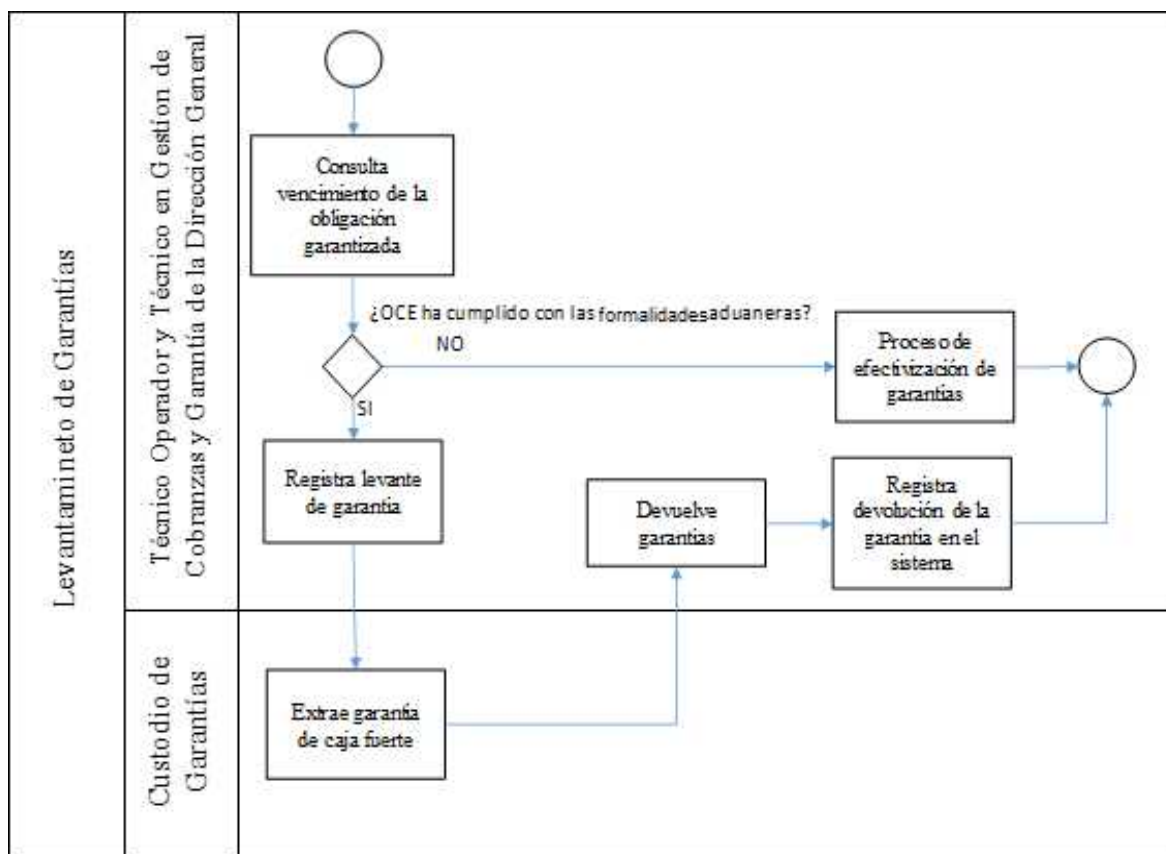 Levantamineto de Garantías
Técnico Operador y Técnico en Gestión de
Cobranzas y Garantía de la Dirección General
Consulta
vencimiento de la
obligación
garantizada
¿OCE ha cumplido con las formalidades aduaneras?
NO
SI
Proceso de
efectivización de
garantías
Registra levante
de garantía
Devuelve
garantías
Registra
devolución de la
garantía en el
sistema
Custodio de
Garantías
Extrae garantía
de caja fuerte